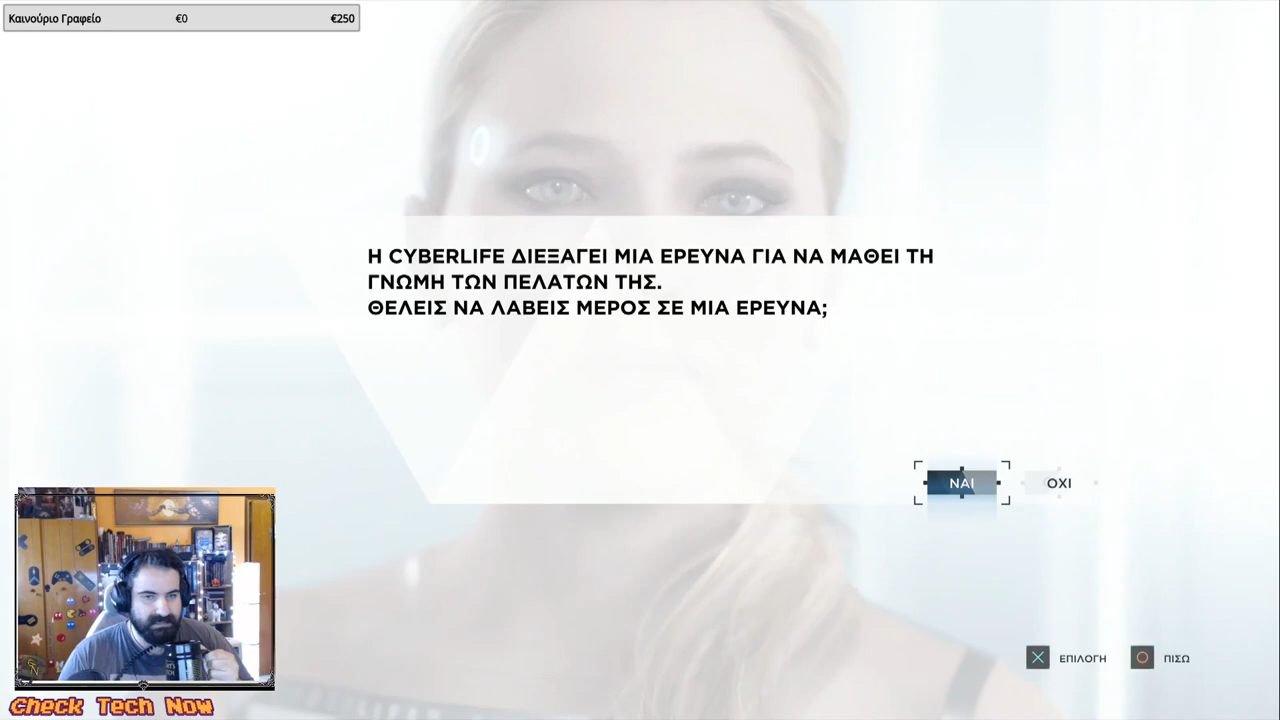 Καινούριο Γραφείο €0 €250
Η CYBERLIFE ΔΙΕΞΑΓΕΙ ΜΙΑ ΕΡΕΥΝΑ ΓΙΑ ΝΑ ΜΑΘΕΙ ΤΗ
ΓΝΩΜΗ ΤΩΝ ΠΕΛΑΤΩΝ ΤΗΣ.
ΘΕΛΕΙΣ ΝΑ ΛΑΒΕΙΣ ΜΕΡΟΣ ΣΕ ΜΙΑ ΕΡΕΥΝΑ;
ΝΑΙ ΟΧΙ
ΕΠΙΛΟΓΗ ΠΙΣΩ
Check Tech Now